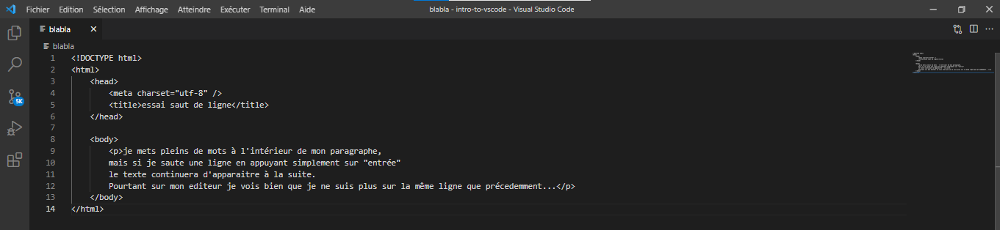 Fichier Edition Sélection Affichage Atteindre Exécuter Terminal Aide blabla - intro-to-vscode - Visual Studio Code
blabla
blabla
1 <!DOCTYPE html>
2 <html>
3 <head>
4 <meta charset="utf-8" />
5 <title>essai saut de ligne</title>
6 </head>
7
8 <body>
9 <p>je mets pleins de mots à l'intérieur de mon paragraphe,
10 mais si je saute une ligne en appuyant simplement sur "entrée"
11 le texte continuera d'apparaitre à la suite.
12 Pourtant sur mon editeur je vois bien que je ne suis plus sur la même ligne que précedemment...</p>
13 </body>
14 </html>
5K